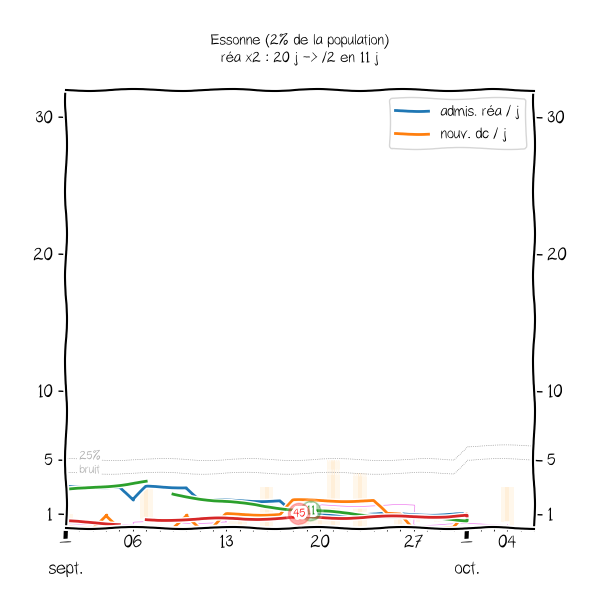 Essonne (2% de la population)
réa x2 : 20 j -> /2 en 11 j
admis. réa / j
nouv. dc / j
30
30
20
20
10
10
5
5
25%
bruit
1
1
45
11
06
13
20
27
04
sept.
oct.